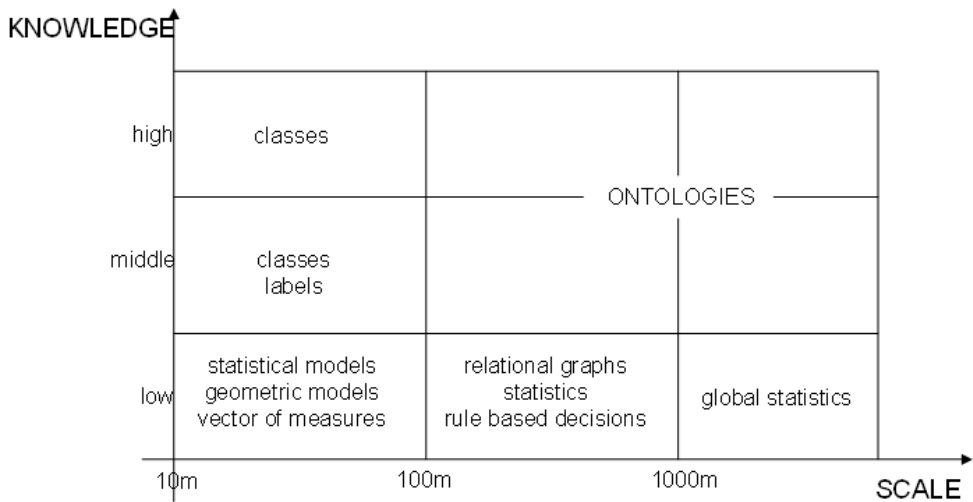 KNOWLEDGE
high
classes
ONTOLOGIES
middle
classes
labels
low
statistical models
geometric models
vector of measures
relational graphs
statistics
rule based decisions
global statistics
10m
100m
1000m
SCALE